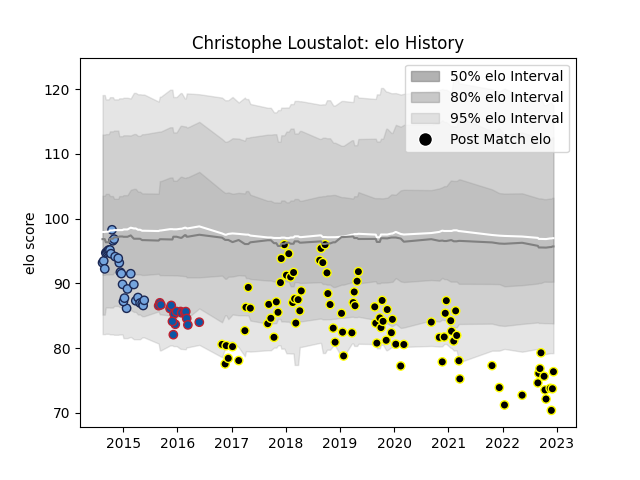 Christophe Loustalot: elo History
50% elo Interval
80% elo Interval
95% elo Interval
Post Match elo
elo score
120
110
100
90
80
70
2015 2016 2017 2018 2019 2020 2021 2022 2023